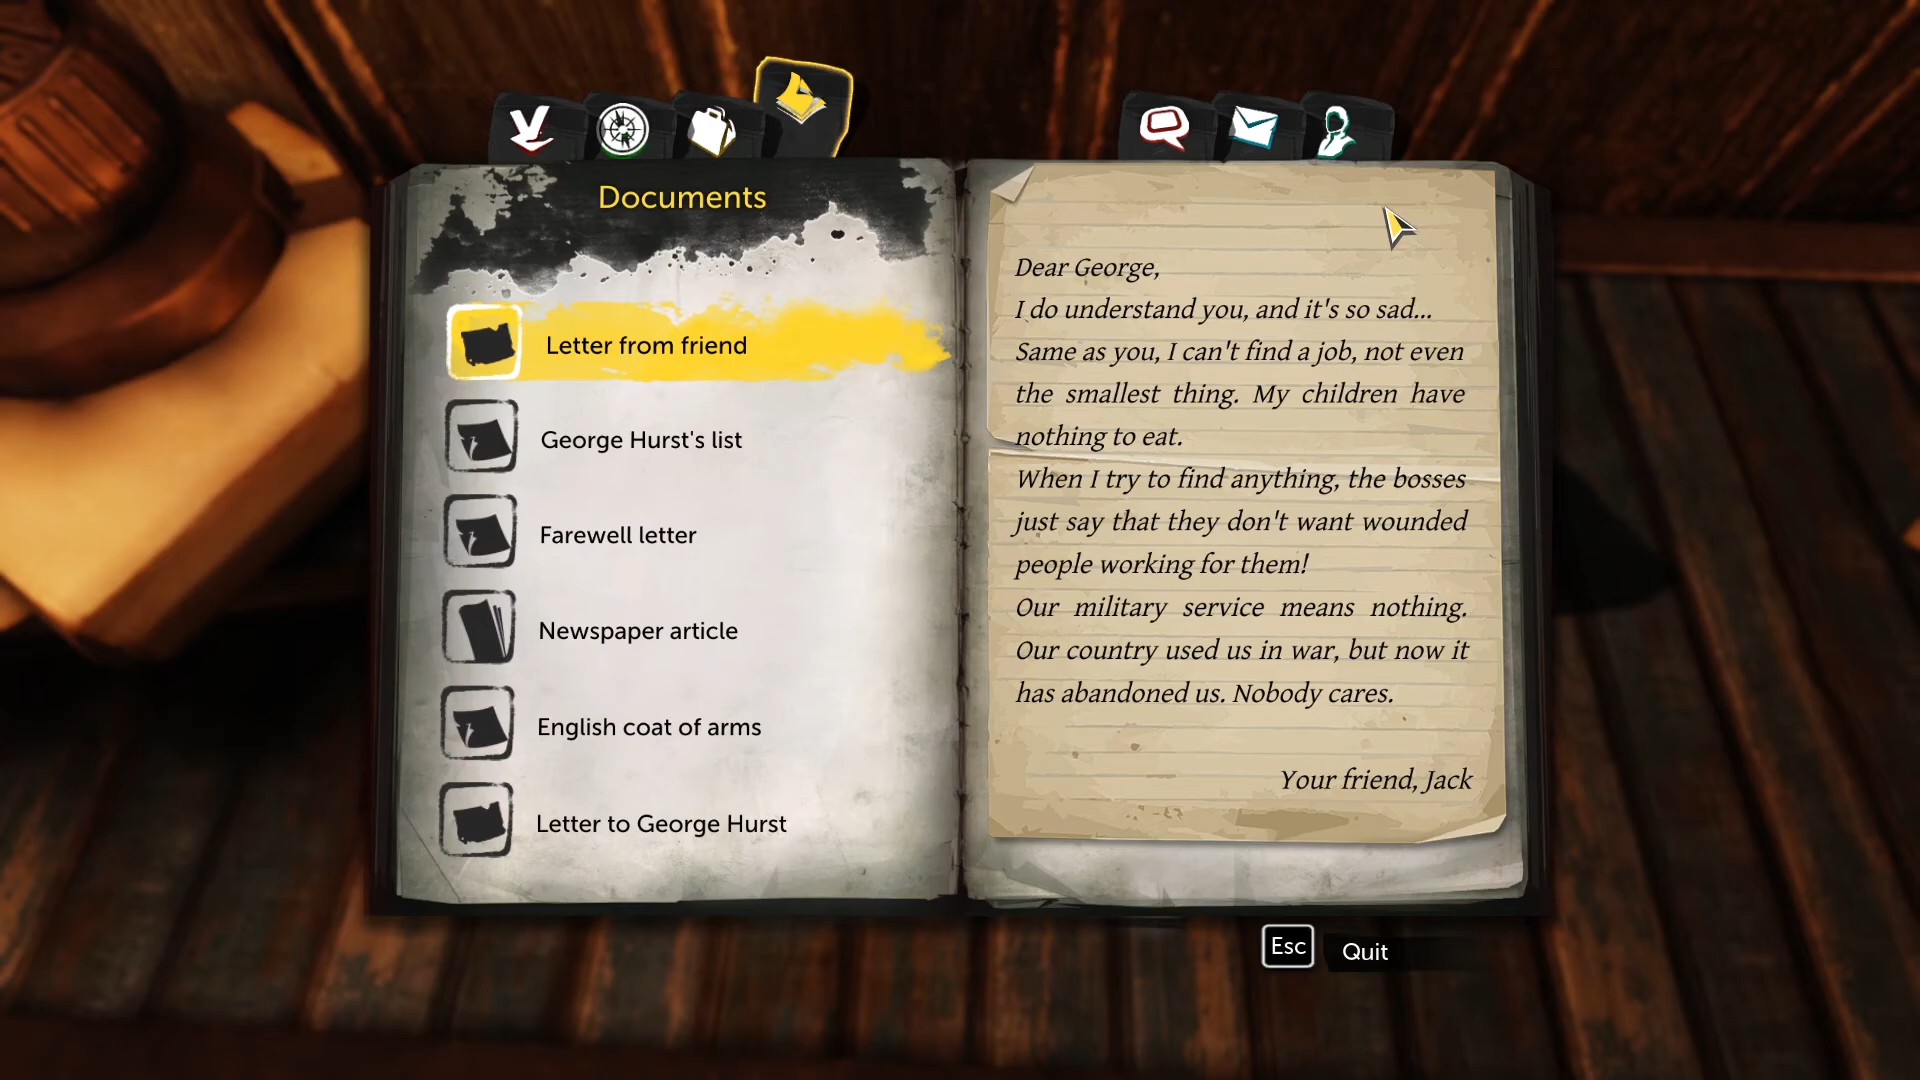 Documents
Letter from friend
George Hurst's list
Farewell letter
Newspaper article
English coat of arms
Letter to George Hurst
Dear George,
I do understand you, and it's so sad...
Same as you, I can't find a job, not even
the smallest thing. My children have
nothing to eat.
When I try to find anything, the bosses
just say that they don't want wounded
people working for them!
Our military service means nothing.
Our country used us in war, but now it
has abandoned us. Nobody cares.
Your friend, Jack
Esc Quit